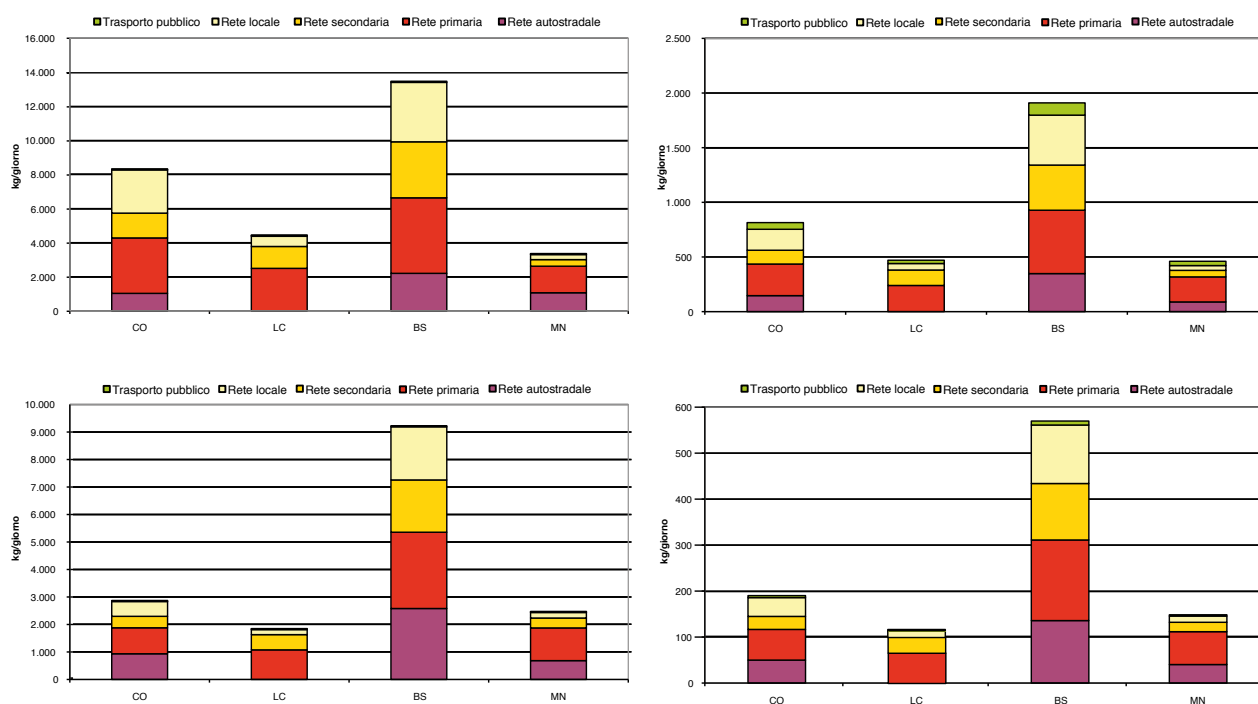 Trasporto pubblico Rete locale Rete secondaria Rete primaria Rete autostradale
16.000
14.000
12.000
10.000
8.000
6.000
4.000
2.000
0
kg/giorno
CO LC BS MN
Trasporto pubblico Rete locale Rete secondaria Rete primaria Rete autostradale
2.500
2.000
1.500
1.000
500
0
kg/giorno
CO LC BS MN
Trasporto pubblico Rete locale Rete secondaria Rete primaria Rete autostradale
10.000
9.000
8.000
7.000
6.000
5.000
4.000
3.000
2.000
1.000
0
kg/giorno
CO LC BS MN
Trasporto pubblico Rete locale Rete secondaria Rete primaria Rete autostradale
600
500
400
300
200
100
0
kg/giorno
CO LC BS MN